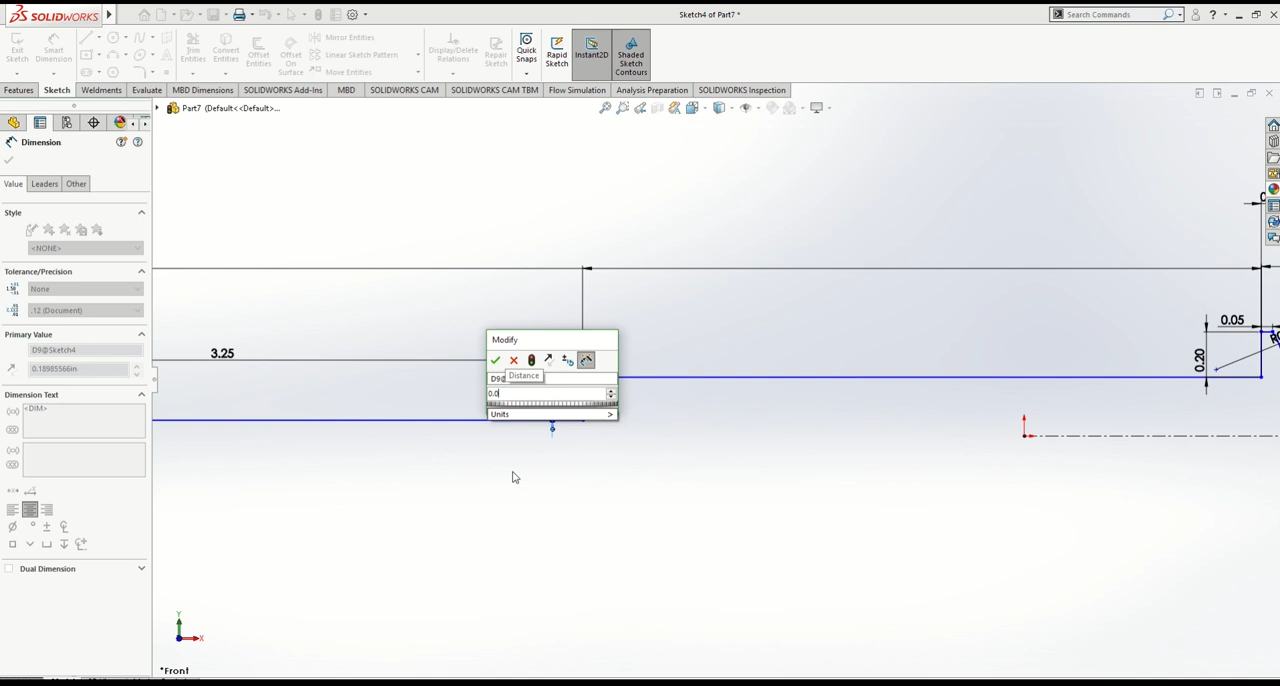 SOLIDWORKS
Sketch4 of Part7 *
Search Commands
?
Exit Sketch
Smart Dimension
Trim Entities
Convert Entities
Offset Entities
Offset On Surface
Mirror Entities
Linear Sketch Pattern
Move Entities
Display/Delete Relations
Repair Sketch
Quick Snaps
Rapid Sketch
Instant2D
Shaded Sketch Contours
Features
Sketch
Weldments
Evaluate
MBD Dimensions
SOLIDWORKS Add-Ins
MBD
SOLIDWORKS CAM
SOLIDWORKS CAM TBM
Flow Simulation
Analysis Preparation
SOLIDWORKS Inspection
Part7 (Default<<Default>...
Dimension
Value
Leaders
Other
Style
<NONE>
Tolerance/Precision
None
.12 (Document)
Primary Value
D9@Sketch4
0.18985566in
Dimension Text
<DIM>
Dual Dimension
3.25
Modify
D9@
Distance
0.0
Units
>
0.05
0.20
Y
X
*Front